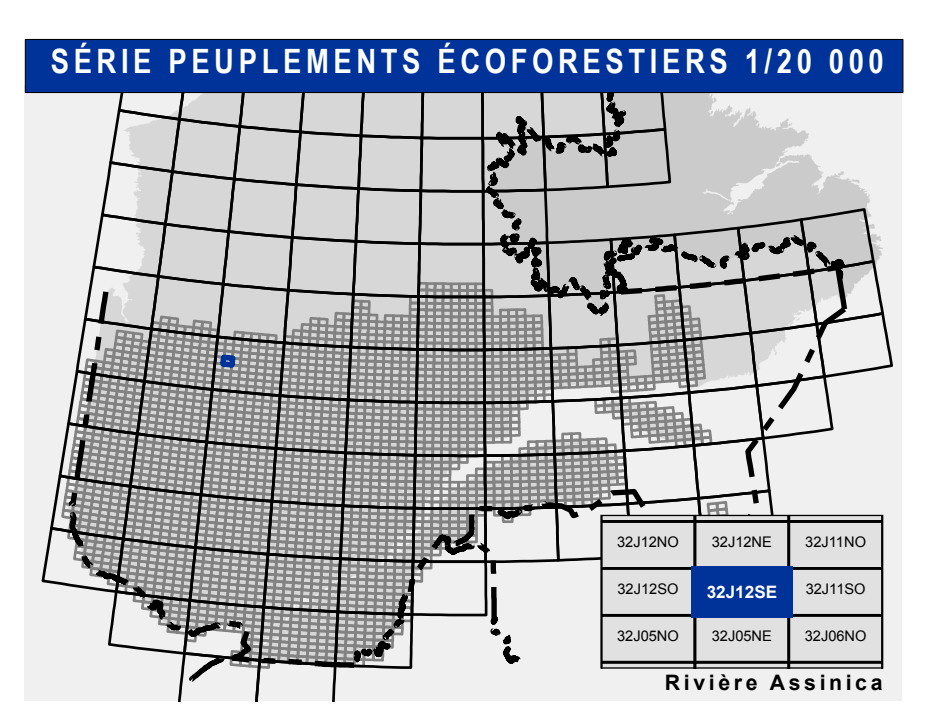 SÉRIE PEUPLEMENTS ÉCOFORESTIERS 1/20 000
32J12NO 32J12NE 32J11NO
32J12SO 32J12SE 32J11SO
32J05NO 32J05NE 32J06NO
Rivière Assinica